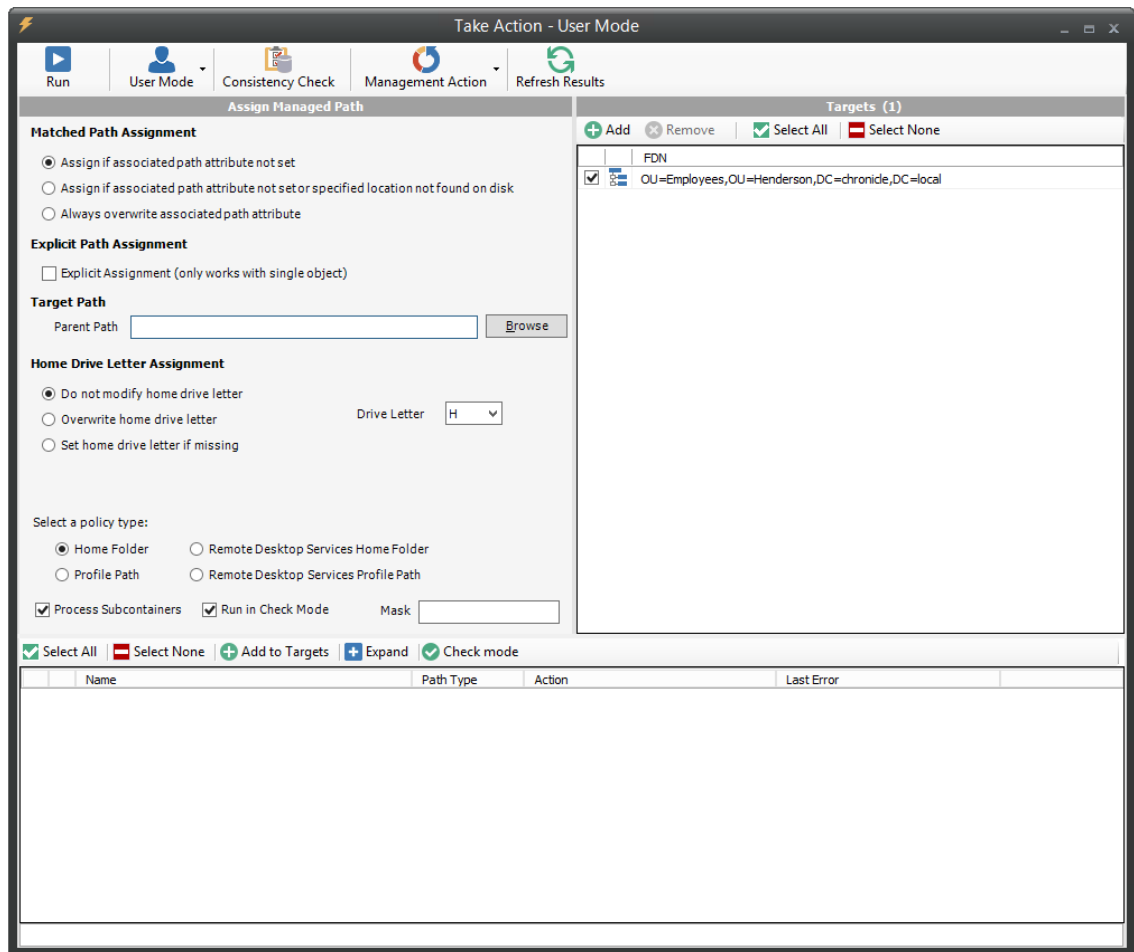 Take Action - User Mode
Run
User Mode
Consistency Check
Management Action
Refresh Results
Assign Managed Path
Matched Path Assignment
Assign if associated path attribute not set
Assign if associated path attribute not set or specified location not found on disk
Always overwrite associated path attribute
Explicit Path Assignment
Explicit Assignment (only works with single object)
Target Path
Parent Path
Browse
Home Drive Letter Assignment
Do not modify home drive letter
Overwrite home drive letter
Drive Letter H
Set home drive letter if missing
Select a policy type:
Home Folder
Remote Desktop Services Home Folder
Profile Path
Remote Desktop Services Profile Path
Process Subcontainers
Run in Check Mode
Mask
Targets (1)
Add
Remove
Select All
Select None
FDN
OU=Employees,OU=Henderson,DC=chronicle,DC=local
Select All
Select None
Add to Targets
Expand
Check mode
Name
Path Type
Action
Last Error